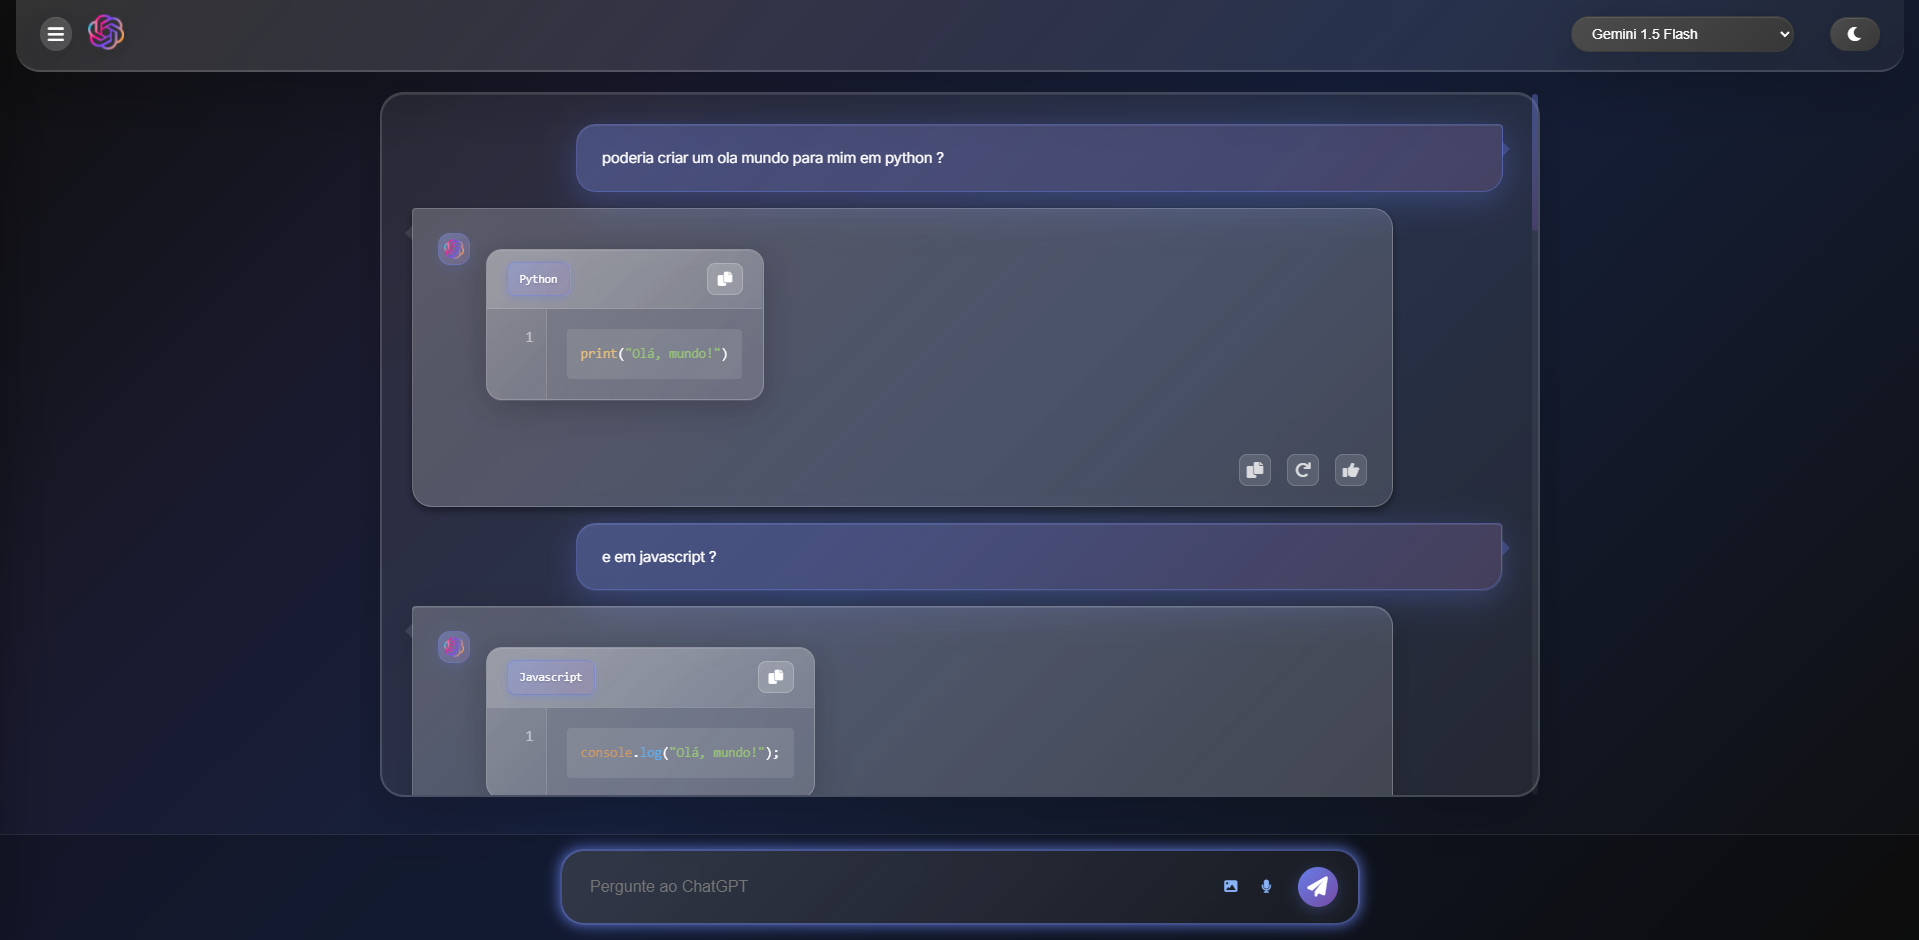 Gemini 1.5 Flash
poderia criar um ola mundo para mim em python ?
Python
1
print("Olá, mundo!")
e em javascript ?
Javascript
1
console.log("Olá, mundo!");
Pergunte ao ChatGPT